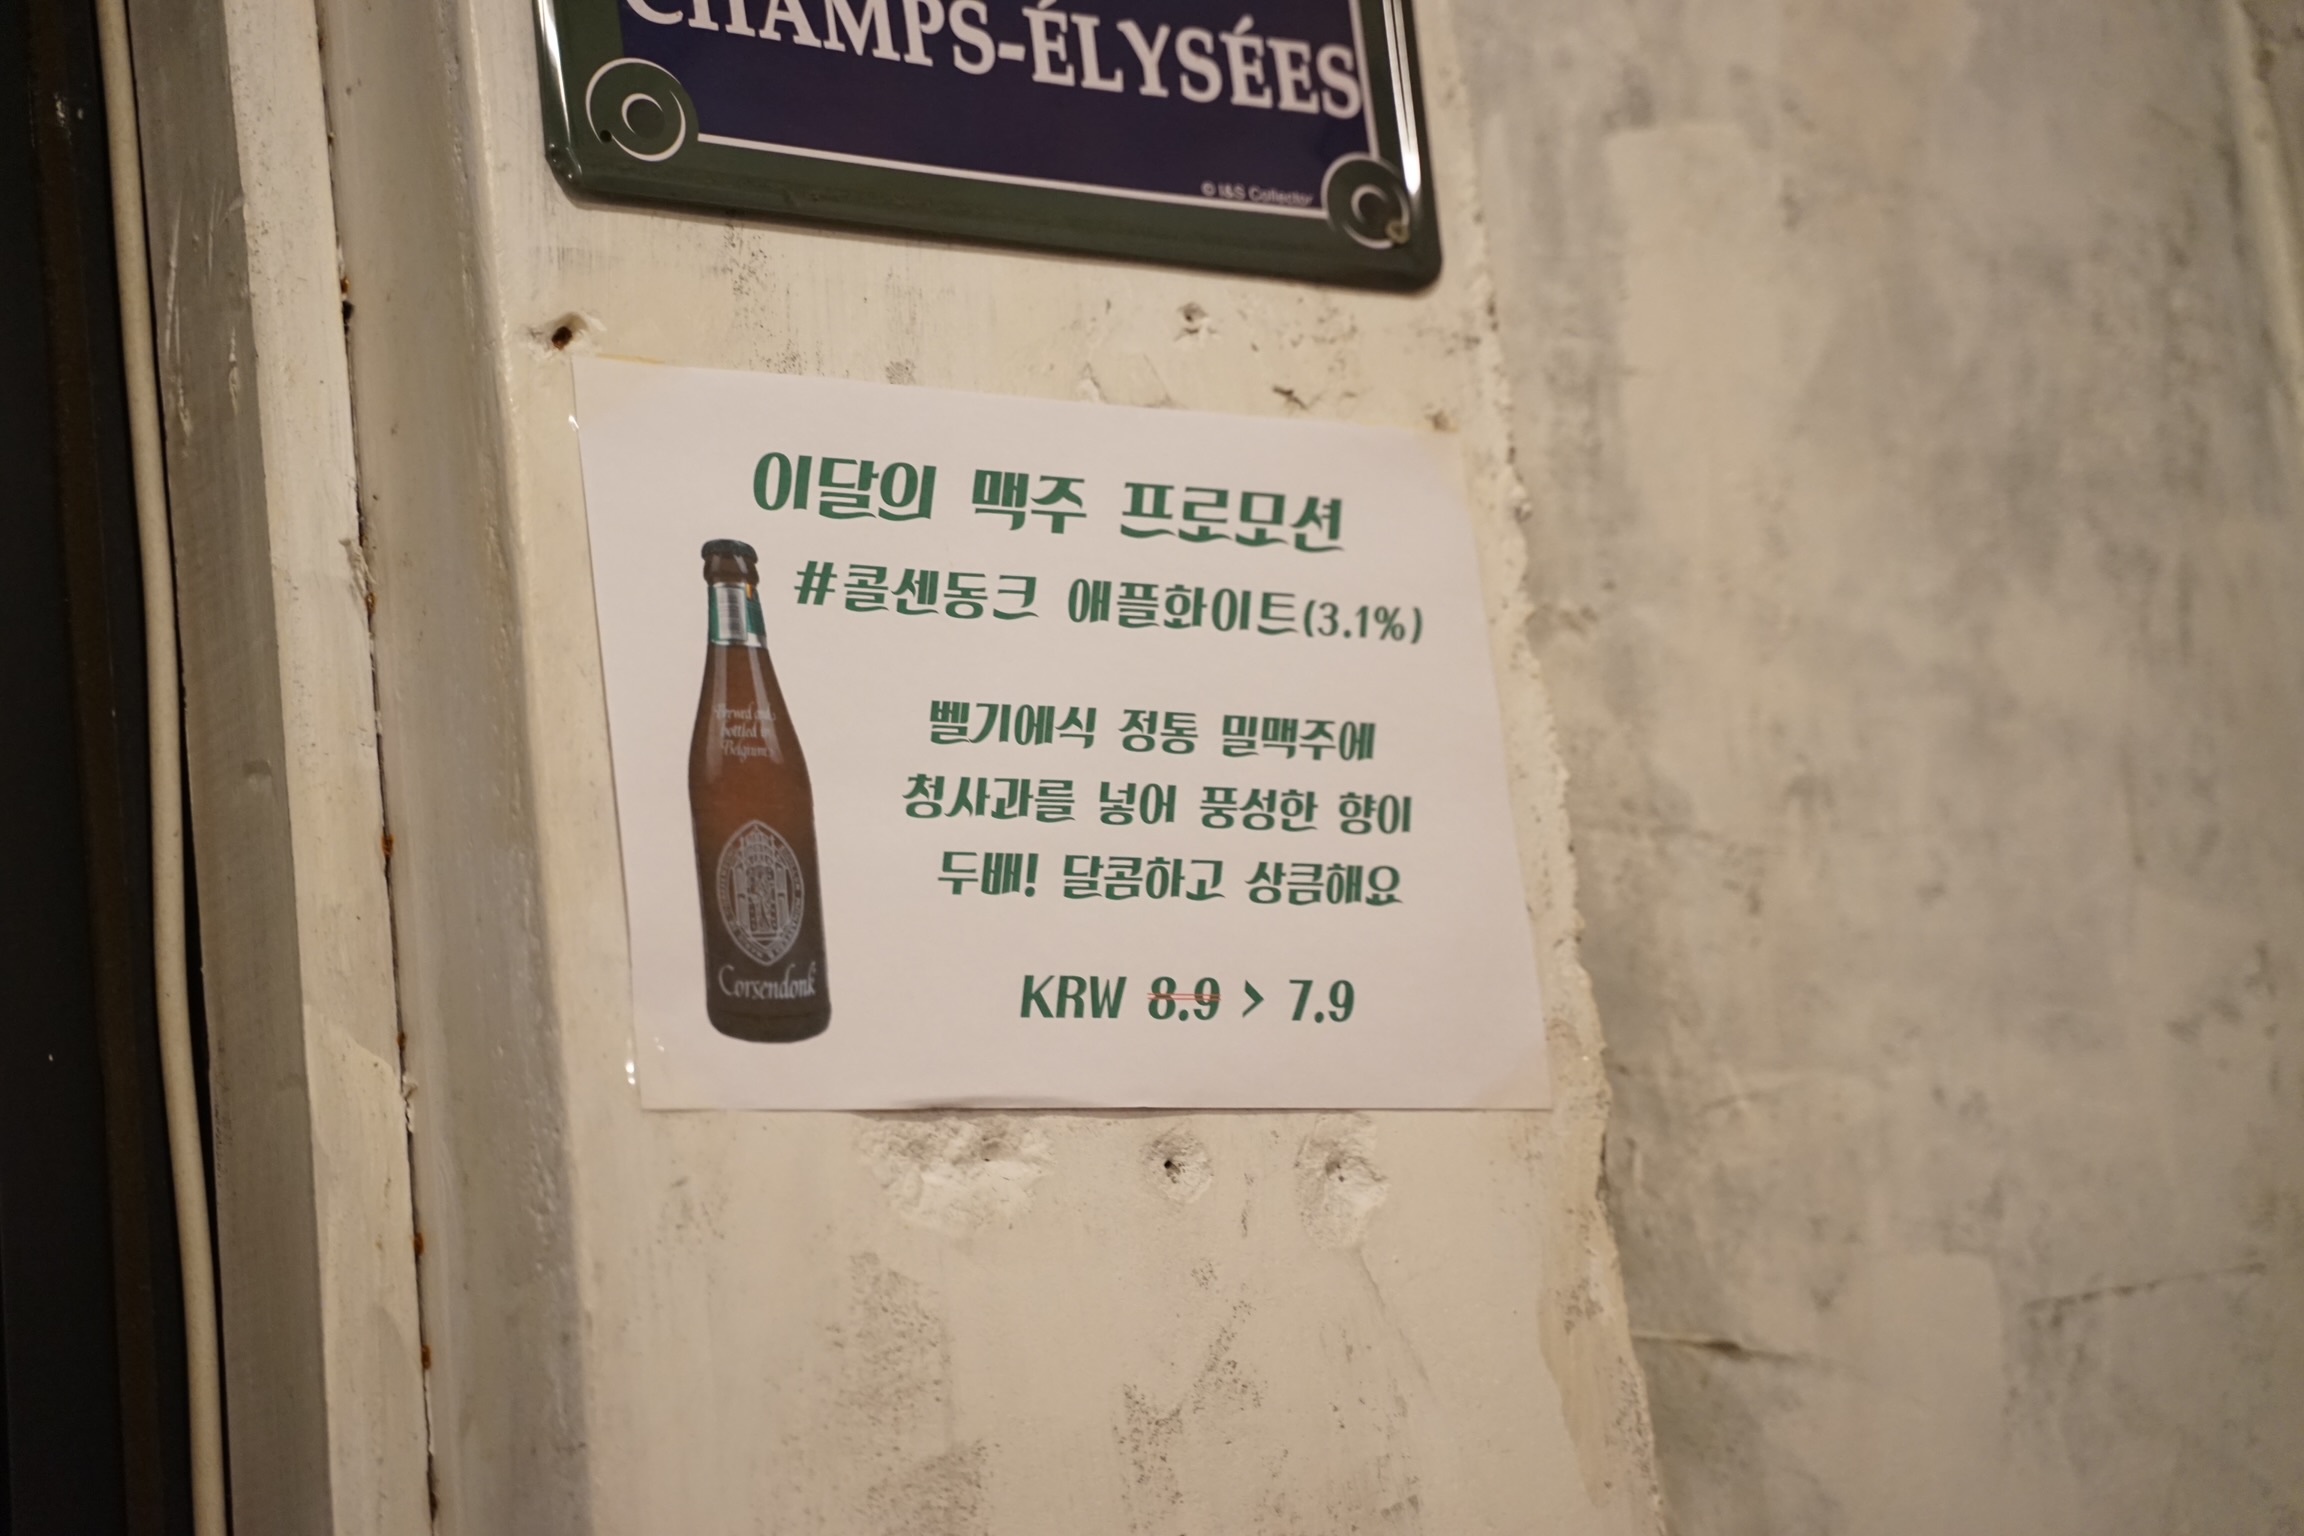 CHAMPS-ÉLYSÉES
© I&S Collector
이달의 맥주 프로모션
#콜센동크 애플화이트(3.1%)
벨기에식 정통 밀맥주에
청사과를 넣어 풍성한 향이
두배! 달콤하고 상큼해요
KRW 8.9 > 7.9
Brewed and
bottled in
Belgium
Corsendonk